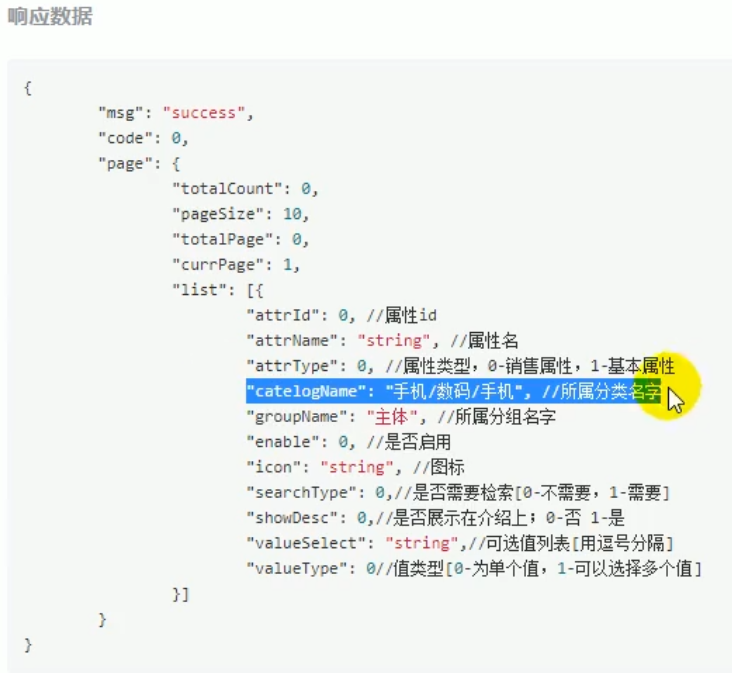 响应数据
{
"msg": "success",
"code": 0,
"page": {
"totalCount": 0,
"pageSize": 10,
"totalPage": 0,
"currPage": 1,
"list": [{
"attrId": 0, //属性id
"attrName": "string", //属性名
"attrType": 0, //属性类型，0-销售属性，1-基本属性
"catelogName": "手机/数码/手机", //所属分类名字
"groupName": "主体", //所属分组名字
"enable": 0, //是否启用
"icon": "string", //图标
"searchType": 0,//是否需要检索[0-不需要，1-需要]
"showDesc": 0,//是否展示在介绍上；0-否 1-是
"valueSelect": "string",//可选值列表[用逗号分隔]
"valueType": 0//值类型[0-为单个值，1-可以选择多个值]
}]
}
}